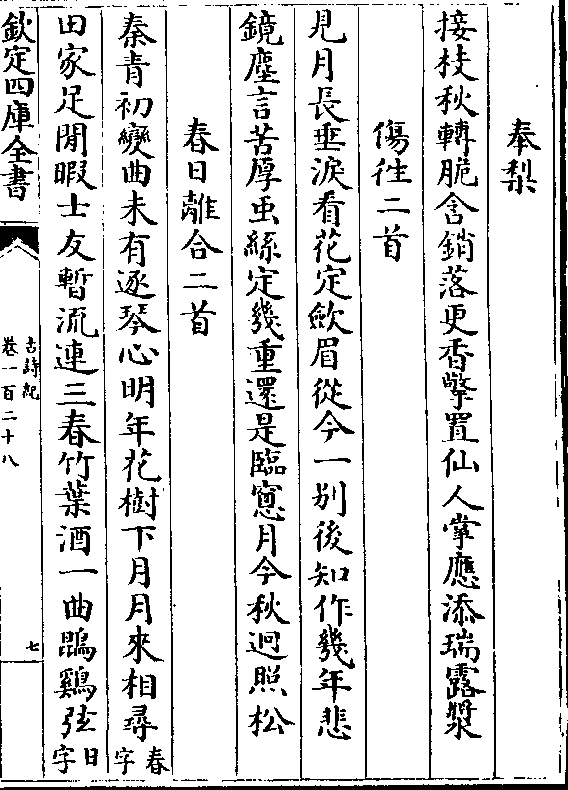 奉梨
接枝秋轉脆含銷落更香擎置仙人掌應添瑞露漿
傷徃二首
見月長垂淚看花定斂眉從今一别後知作幾年悲
鏡塵言苦厚䖝絲定幾重還是臨窻月今秋迥照松
春日離合二首
秦青初變曲未有逐琴心明年花樹下月月來相尋春字
田家足閒暇士友暫流連三春竹葉酒一曲鵾鷄弦日字
欽定四庫全書
古詩紀
卷一百二十八
七